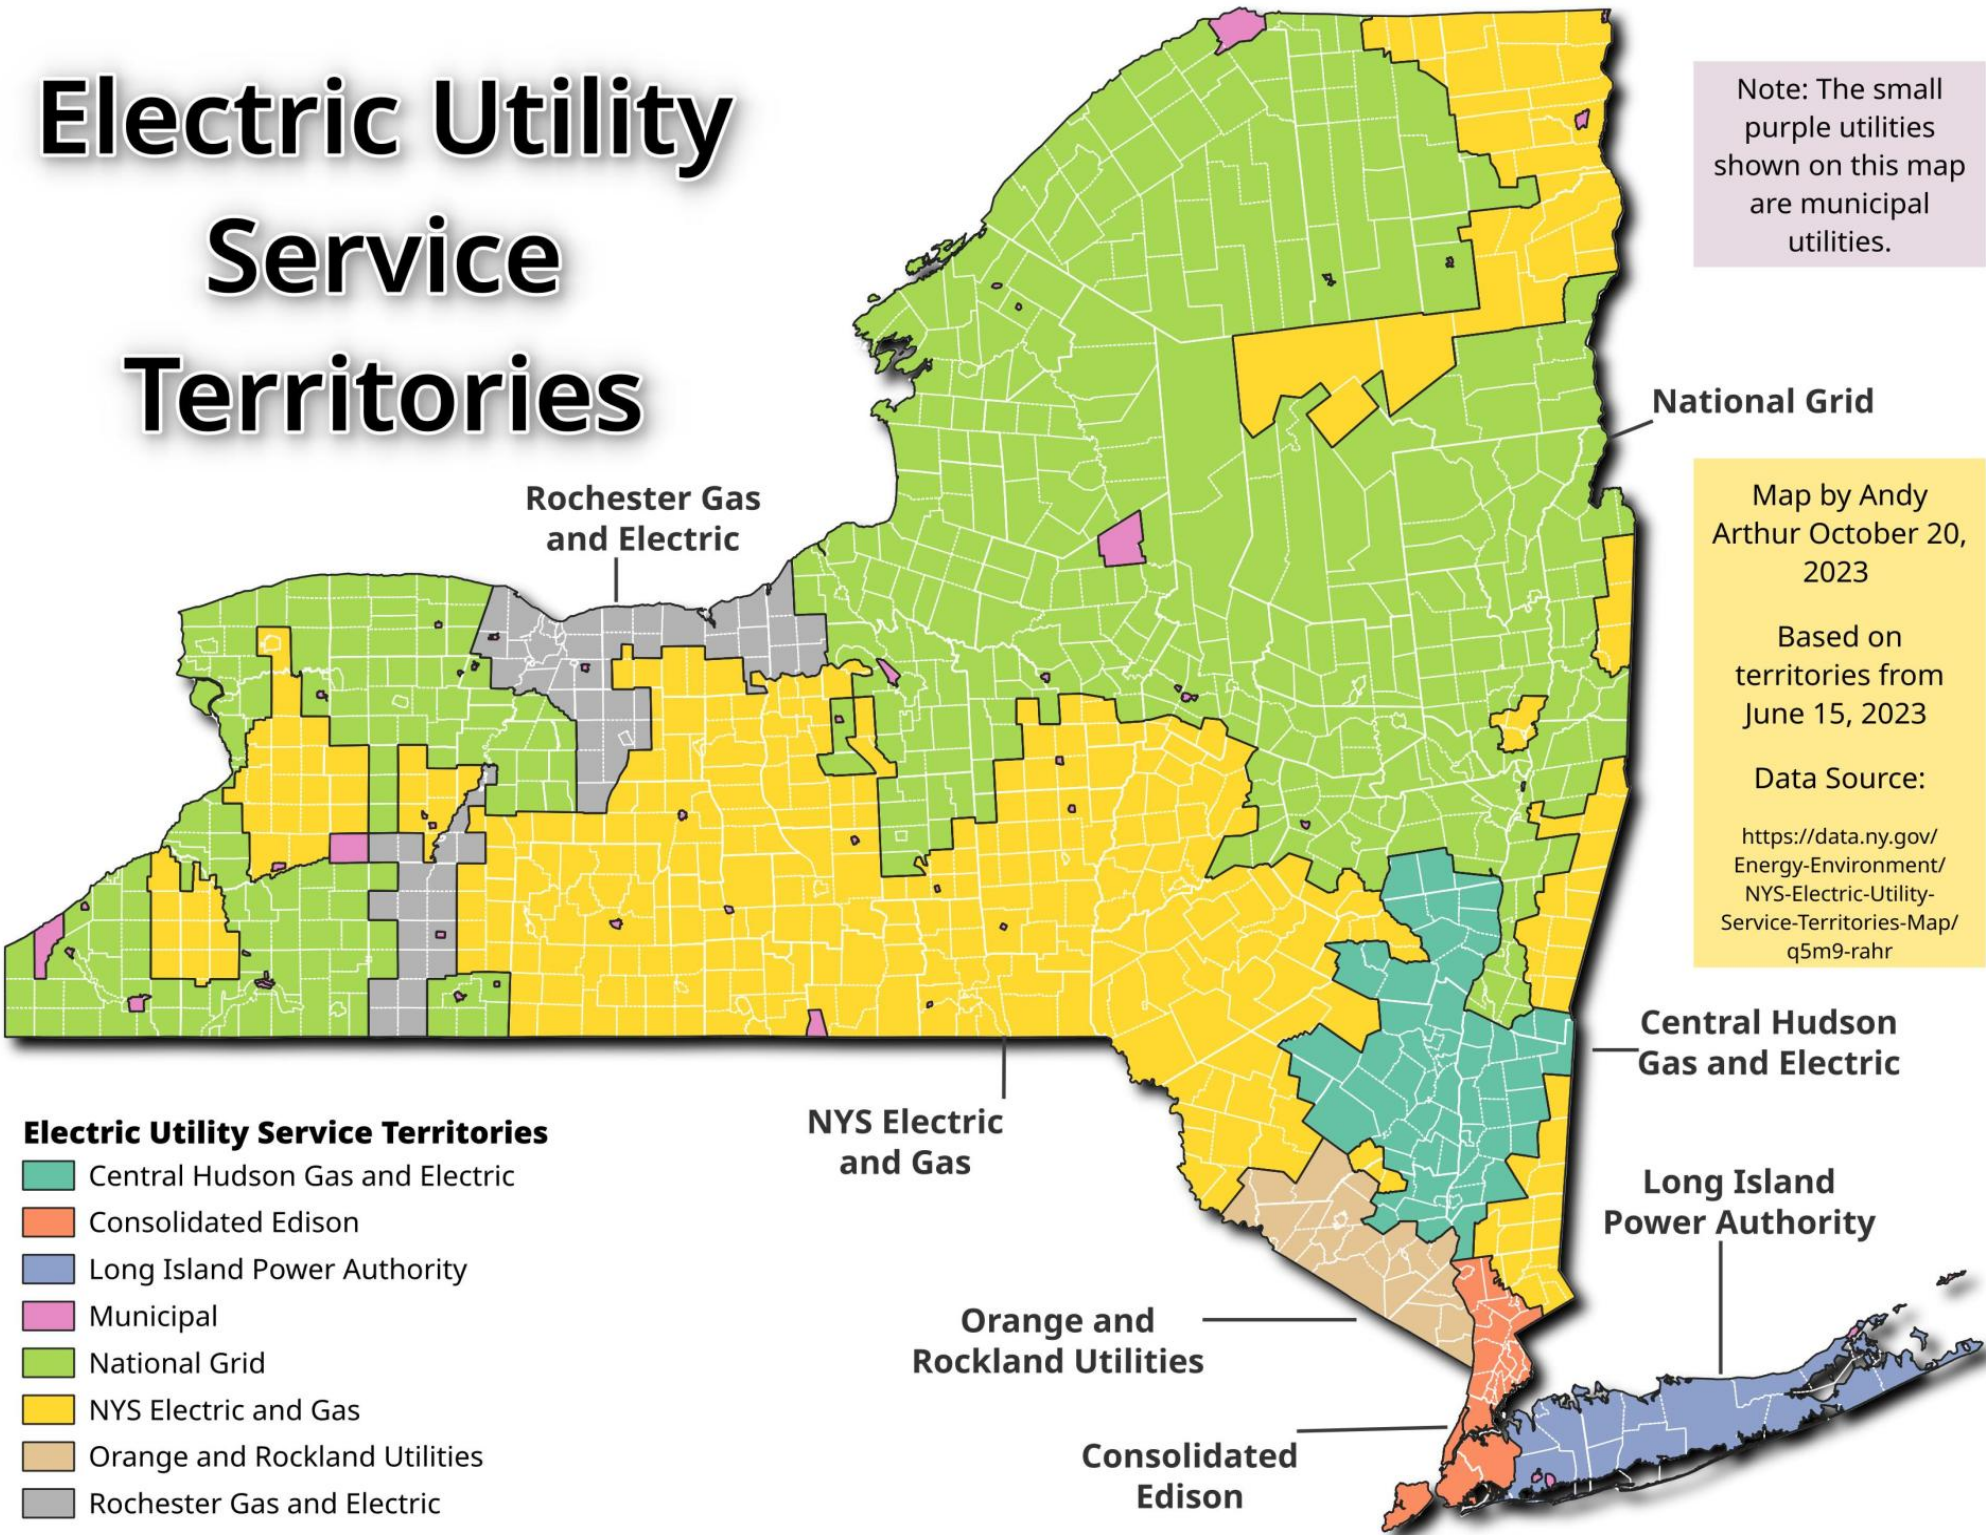 Electric Utility
Service
Territories
Note: The small
purple utilities
shown on this map
are municipal
utilities.
National Grid
Rochester Gas
and Electric
Map by Andy
Arthur October 20,
2023
Based on
territories from
June 15, 2023
Data Source:
https://data.ny.gov/
Energy-Environment/
NYS-Electric-Utility-
Service-Territories-Map/
q5m9-rahr
Central Hudson
Gas and Electric
NYS Electric
and Gas
Long Island
Power Authority
Orange and
Rockland Utilities
Consolidated
Edison
Electric Utility Service Territories
Central Hudson Gas and Electric
Consolidated Edison
Long Island Power Authority
Municipal
National Grid
NYS Electric and Gas
Orange and Rockland Utilities
Rochester Gas and Electric